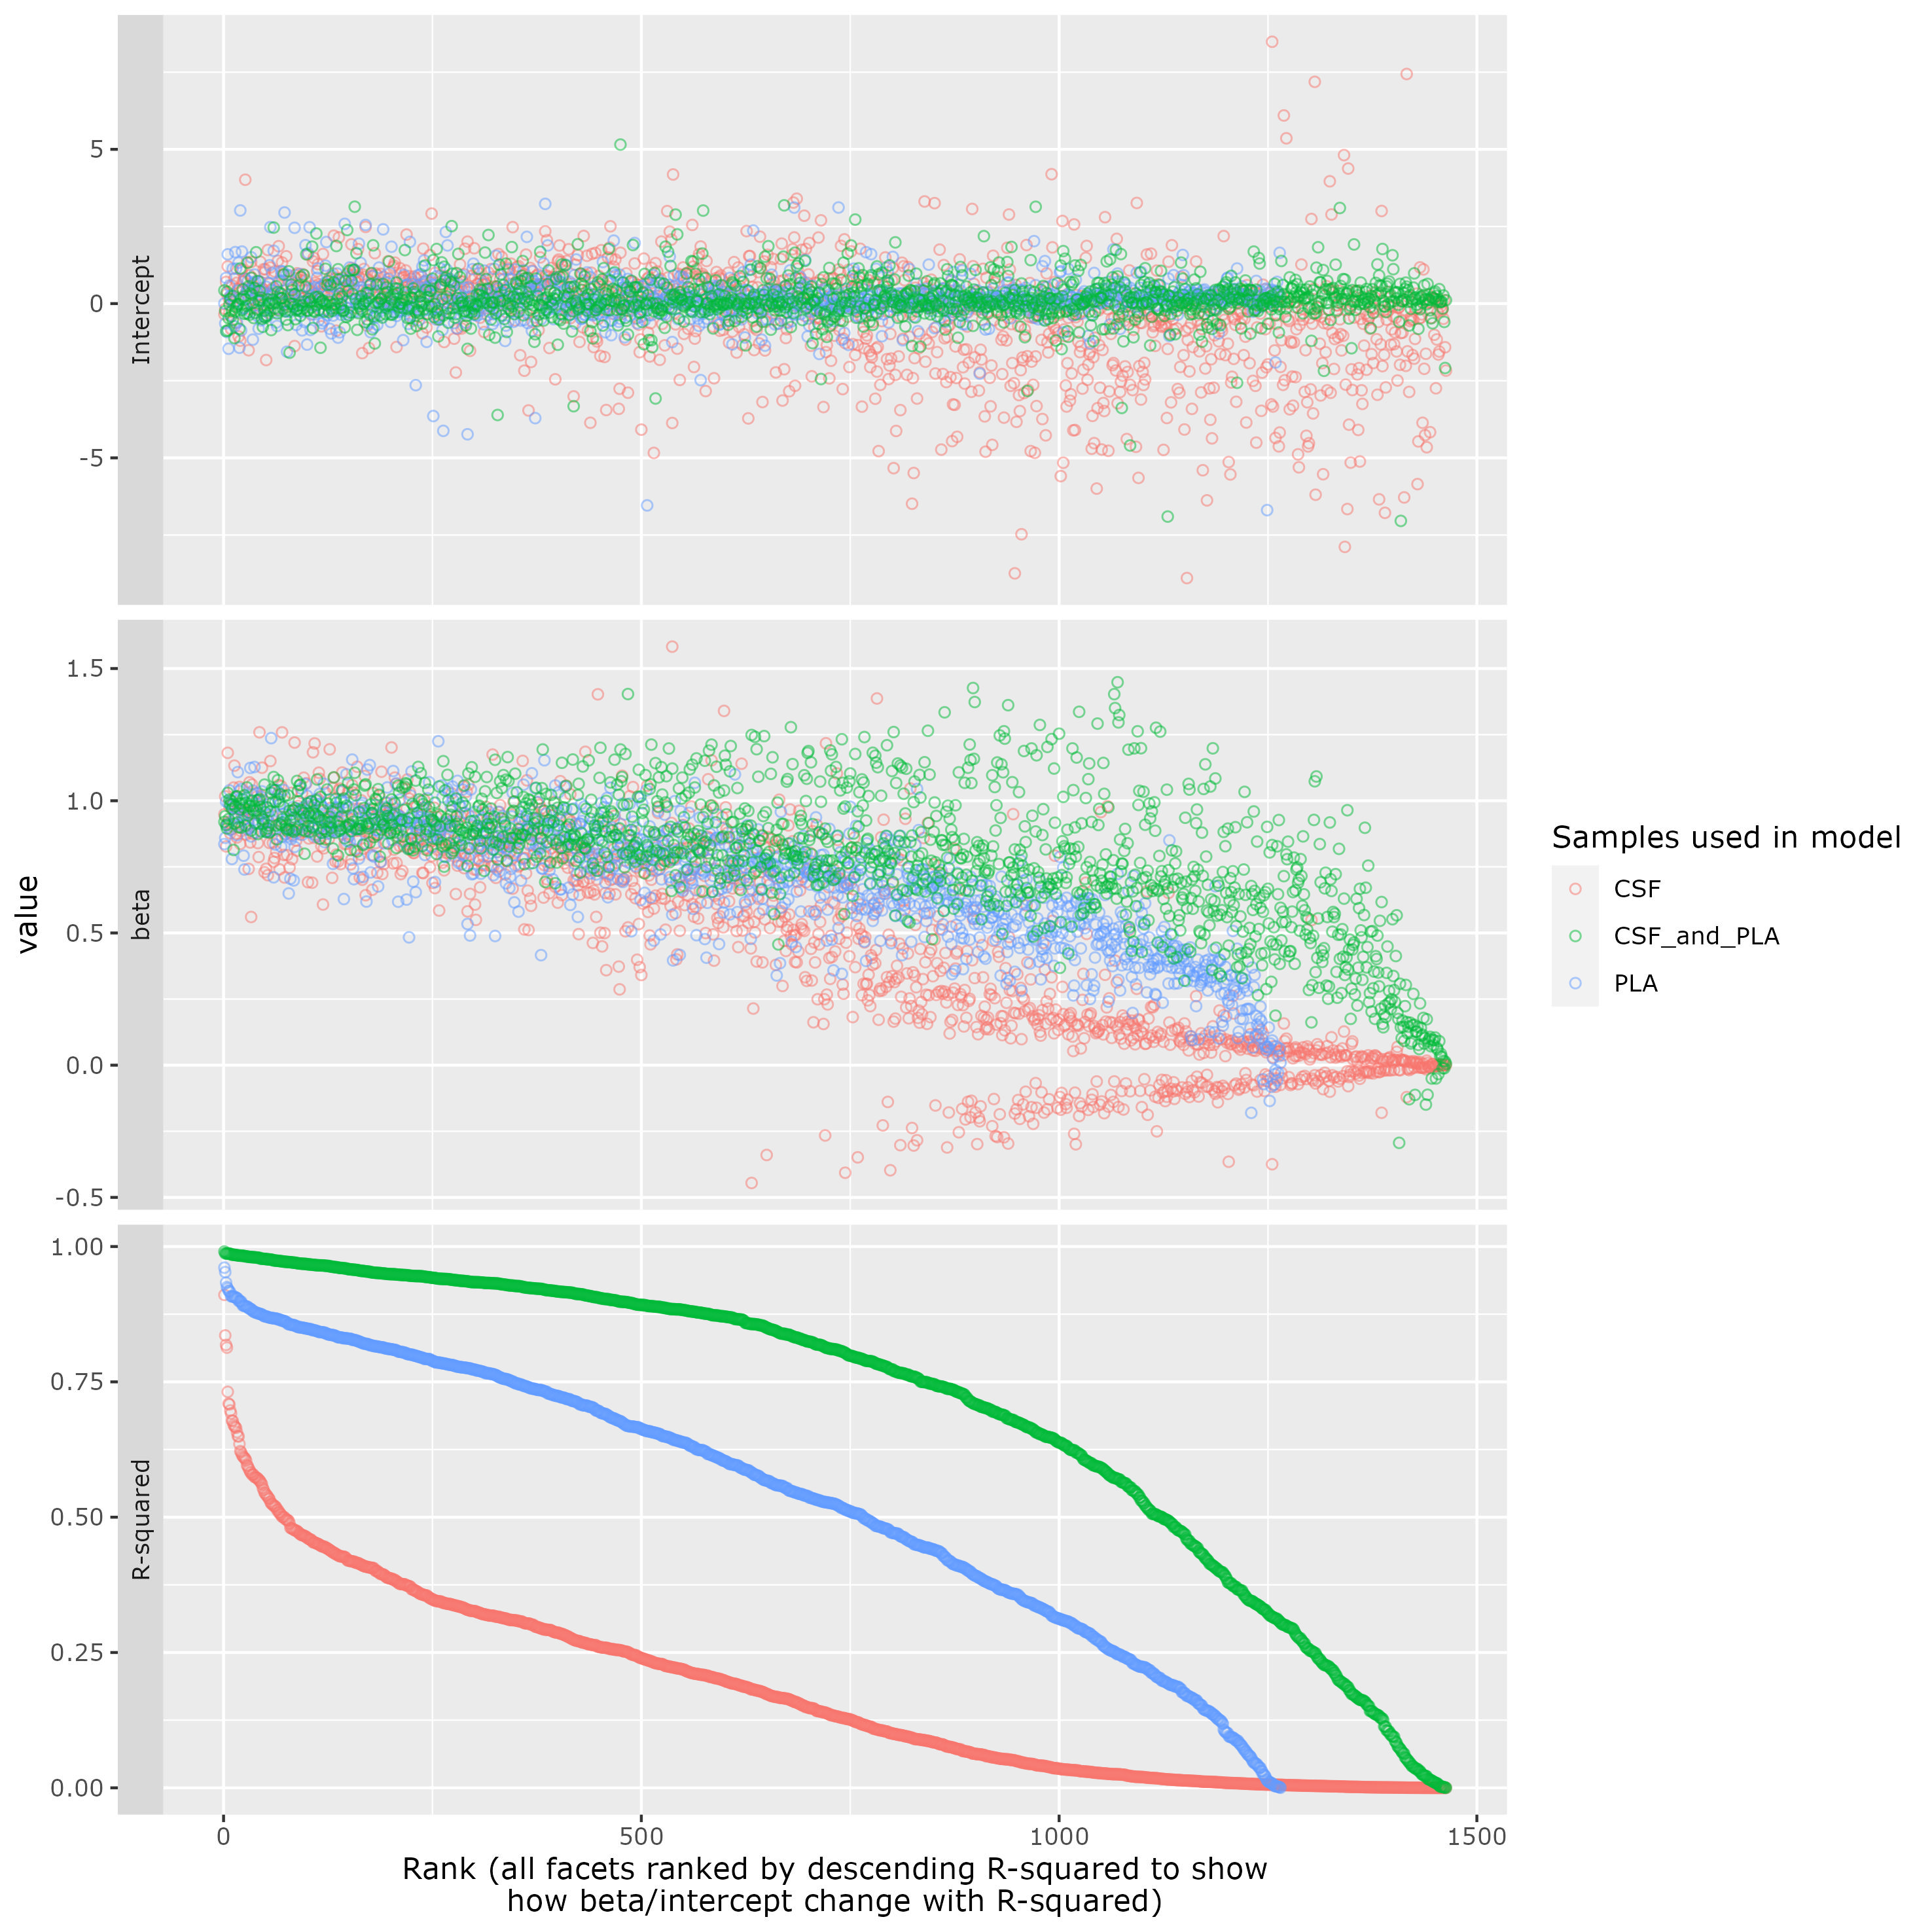 value
Intercept
5
0
-5
beta
1.5
1.0
0.5
0.0
-0.5
R-squared
1.00
0.75
0.50
0.25
0.00
0
500
1000
1500
Rank (all facets ranked by descending R-squared to show
how beta/intercept change with R-squared)
Samples used in model
CSF
CSF_and_PLA
PLA